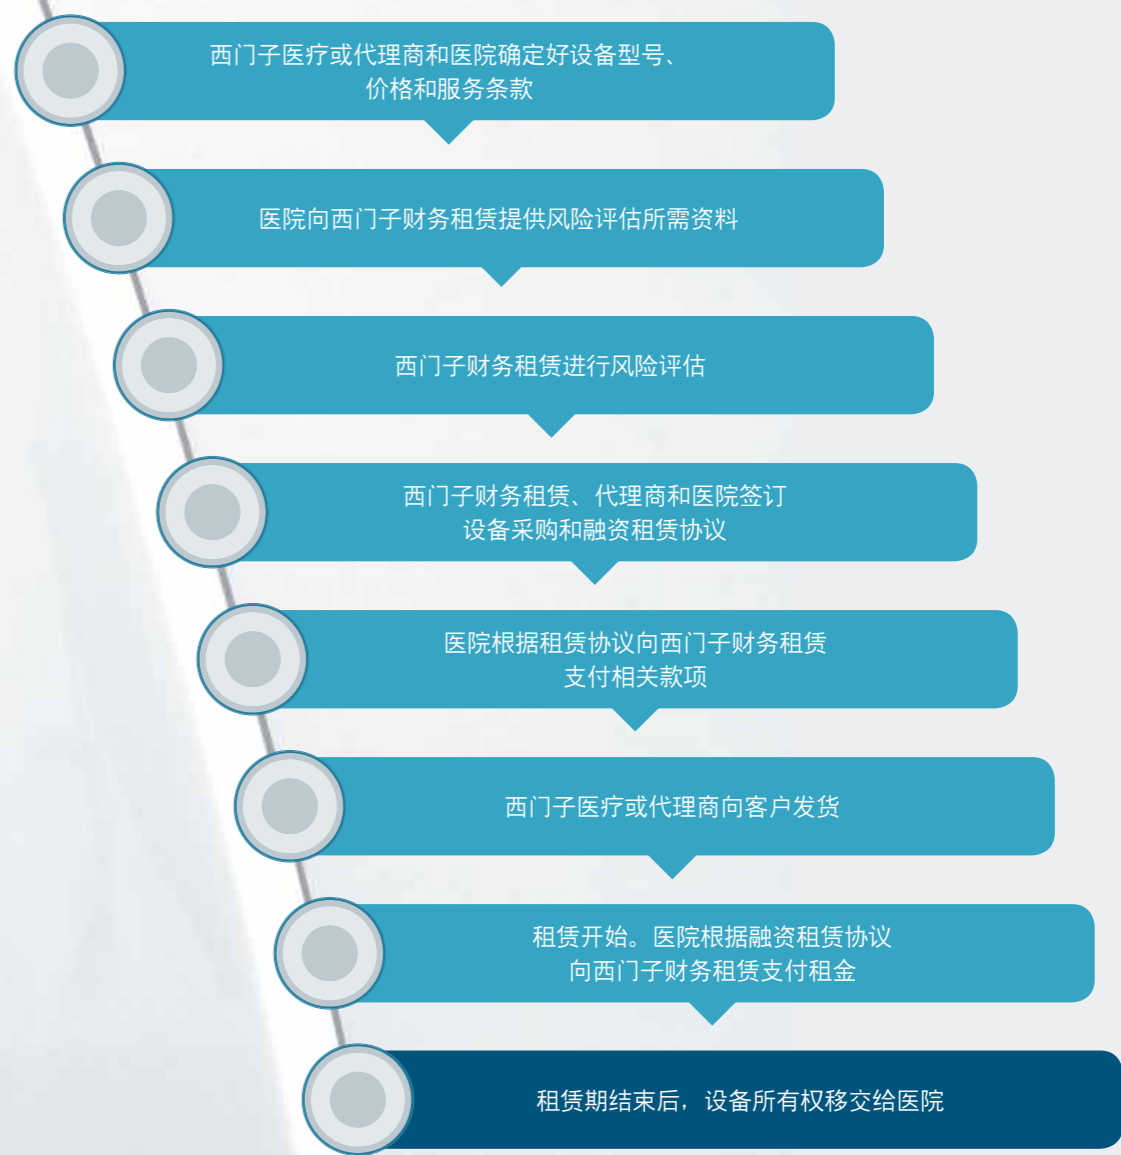 西门子医疗或代理商和医院确定好设备型号、
价格和服务条款
医院向西门子财务租赁提供风险评估所需资料
西门子财务租赁进行风险评估
西门子财务租赁、代理商和医院签订
设备采购和融资租赁协议
医院根据租赁协议向西门子财务租赁
支付相关款项
西门子医疗或代理商向客户发货
租赁开始。医院根据融资租赁协议
向西门子财务租赁支付租金
租赁期结束后，设备所有权移交给医院